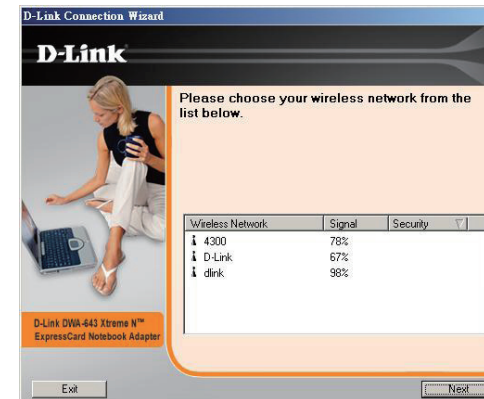 D-Link Connection Wizard
D-Link
Please choose your wireless network from the
list below.
Wireless Network Signal Security
4300 78%
D-Link 67%
dlink 98%
D-Link DWA-643 Xtreme N™
ExpressCard Notebook Adapter
Exit Next